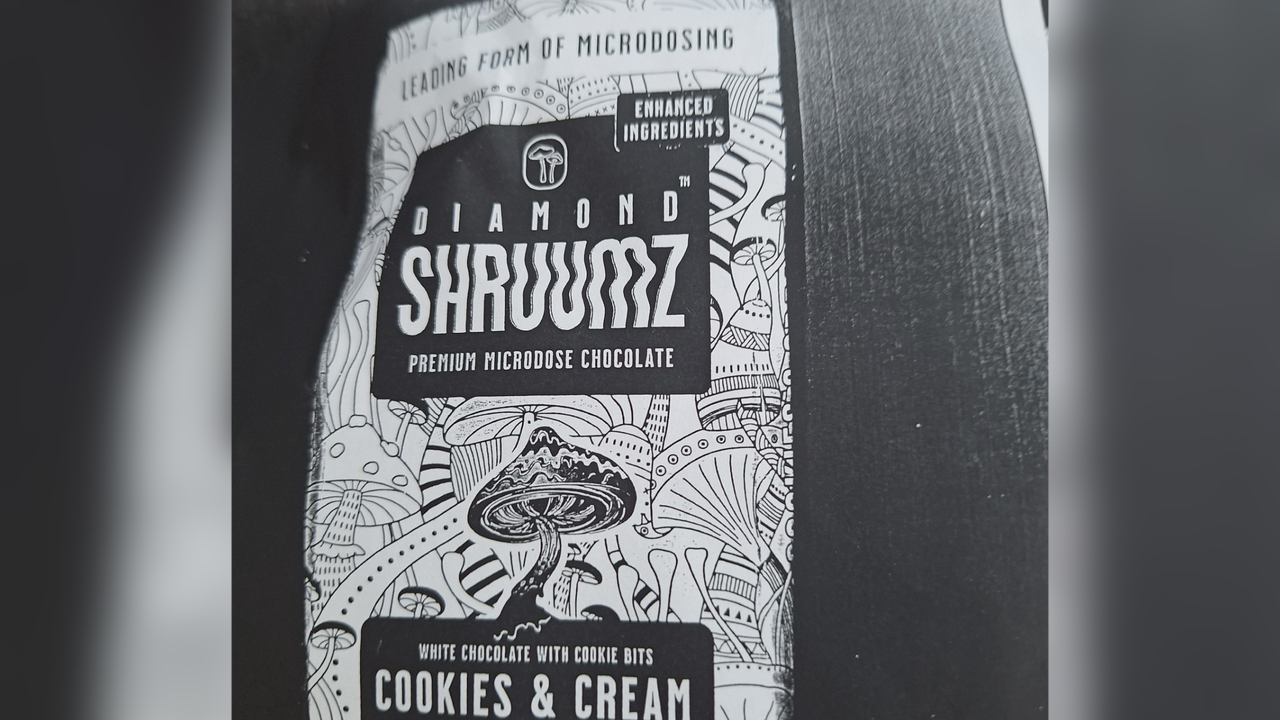 LEADING FORM OF MICRODOSING
ENHANCED
INGREDIENTS
DIAMOND™
SHRUUMZ
PREMIUM MICRODOSE CHOCOLATE
WHITE CHOCOLATE WITH COOKIE BITS
COOKIES & CREAM